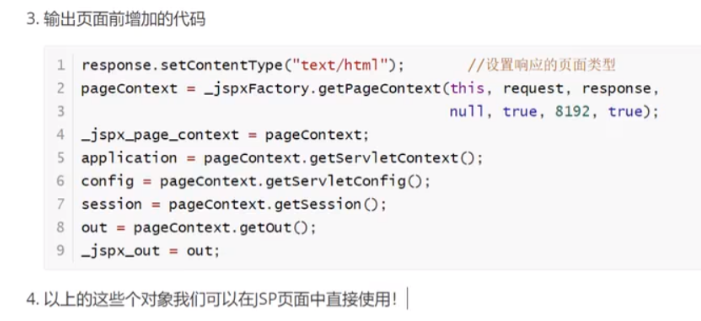 3. 输出页面前增加的代码
1 response.setContentType("text/html"); //设置响应的页面类型
2 pageContext = _jspxFactory.getPageContext(this, request, response,
3 null, true, 8192, true);
4 _jspx_page_context = pageContext;
5 application = pageContext.getServletContext();
6 config = pageContext.getServletConfig();
7 session = pageContext.getSession();
8 out = pageContext.getOut();
9 _jspx_out = out;
4. 以上的这些个对象我们可以在JSP页面中直接使用！